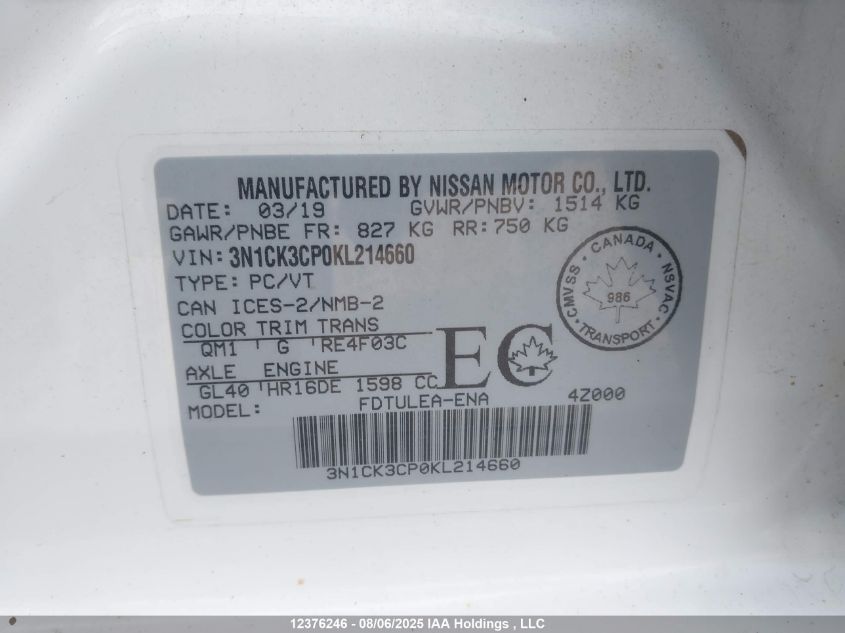 MANUFACTURED BY NISSAN MOTOR CO., LTD.
DATE: 03/19 GVWR/PNBV: 1514 KG
GAWR/PNBE FR: 827 KG RR: 750 KG
VIN: 3N1CK3CP0KL214660
TYPE: PC/VT
CAN ICES-2/NMB-2
COLOR TRIM TRANS
QM1 G RE4F03C
AXLE ENGINE
GL40 HR16DE 1598 CC
MODEL: FDTULEA-ENA 4Z000
EC
CANADA
CMVSS · NSVAC
986
TRANSPORT
3N1CK3CP0KL214660
12376246 - 08/06/2025 IAA Holdings , LLC